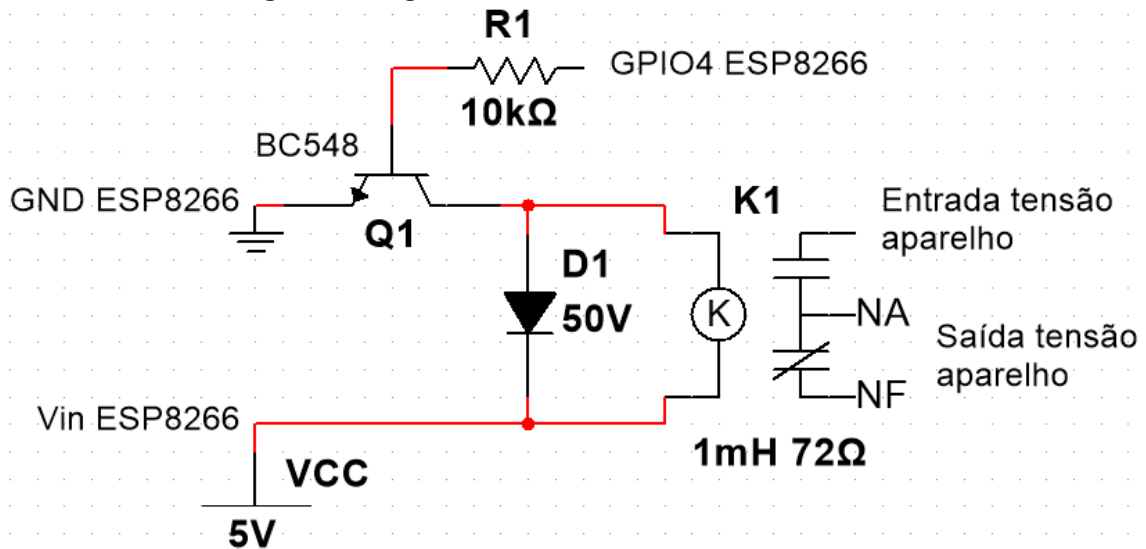 R1
GPIO4 ESP8266
10kΩ
BC548
GND ESP8266
Q1
K1
Entrada tensão
aparelho
D1
50V
K
NA
Saída tensão
aparelho
NF
Vin ESP8266
1mH 72Ω
VCC
5V